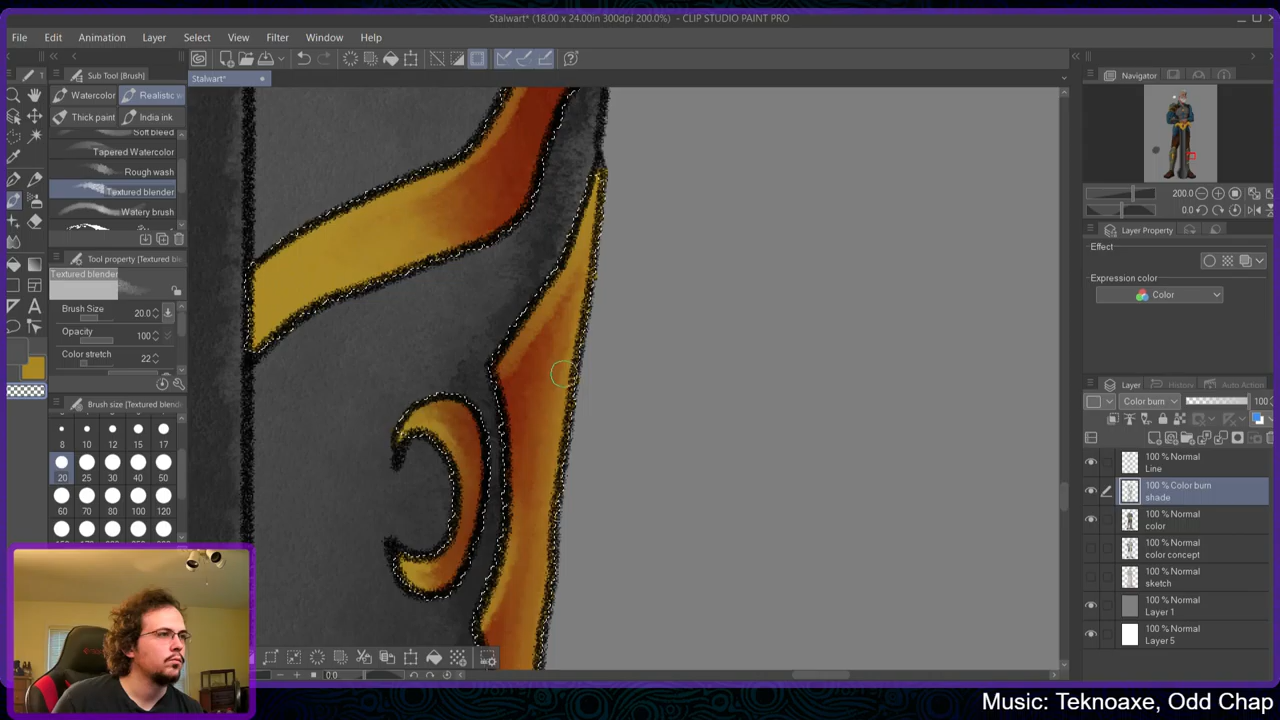 Stalwart* (18.00 x 24.00in 300dpi 200.0%) - CLIP STUDIO PAINT PRO
File Edit Animation Layer Select View Filter Window Help
Sub Tool [Brush]
Stalwart*
Navigator
Watercolor
Realistic w
Thick paint
India ink
Soft bleed
Tapered Watercolor
Rough wash
Textured blender
Watery brush
200.0
0.0
Tool property [Textured ble
Textured blender
Brush Size 20.0
Opacity 100
Color stretch 22
Layer Property
Effect
Expression color
Color
Brush size [Textured blend
8 10 12 15 17
20 25 30 40 50
60 70 80 100 120
Layer History Auto Action
Color burn 100
100 % Normal
Line
100 % Color burn
shade
100 % Normal
color
100 % Normal
color concept
100 % Normal
sketch
100 % Normal
Layer 1
100 % Normal
Layer 5
Music: Teknoaxe, Odd Chap